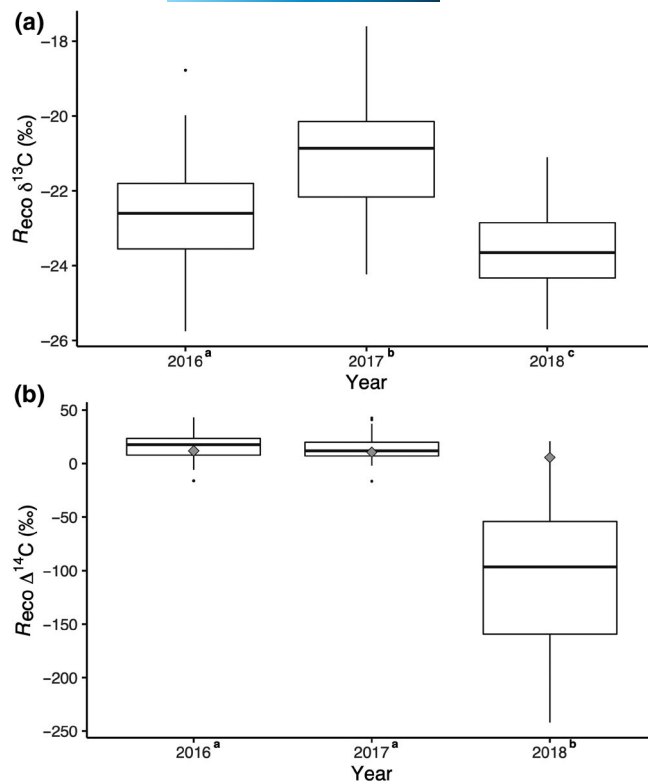 (a)
Reco δ¹³C (‰)
−18
−20
−22
−24
−26
2016ᵃ 2017ᵇ 2018ᶜ
Year
(b)
Reco Δ¹⁴C (‰)
50
0
−50
−100
−150
−200
−250
2016ᵃ 2017ᵃ 2018ᵇ
Year